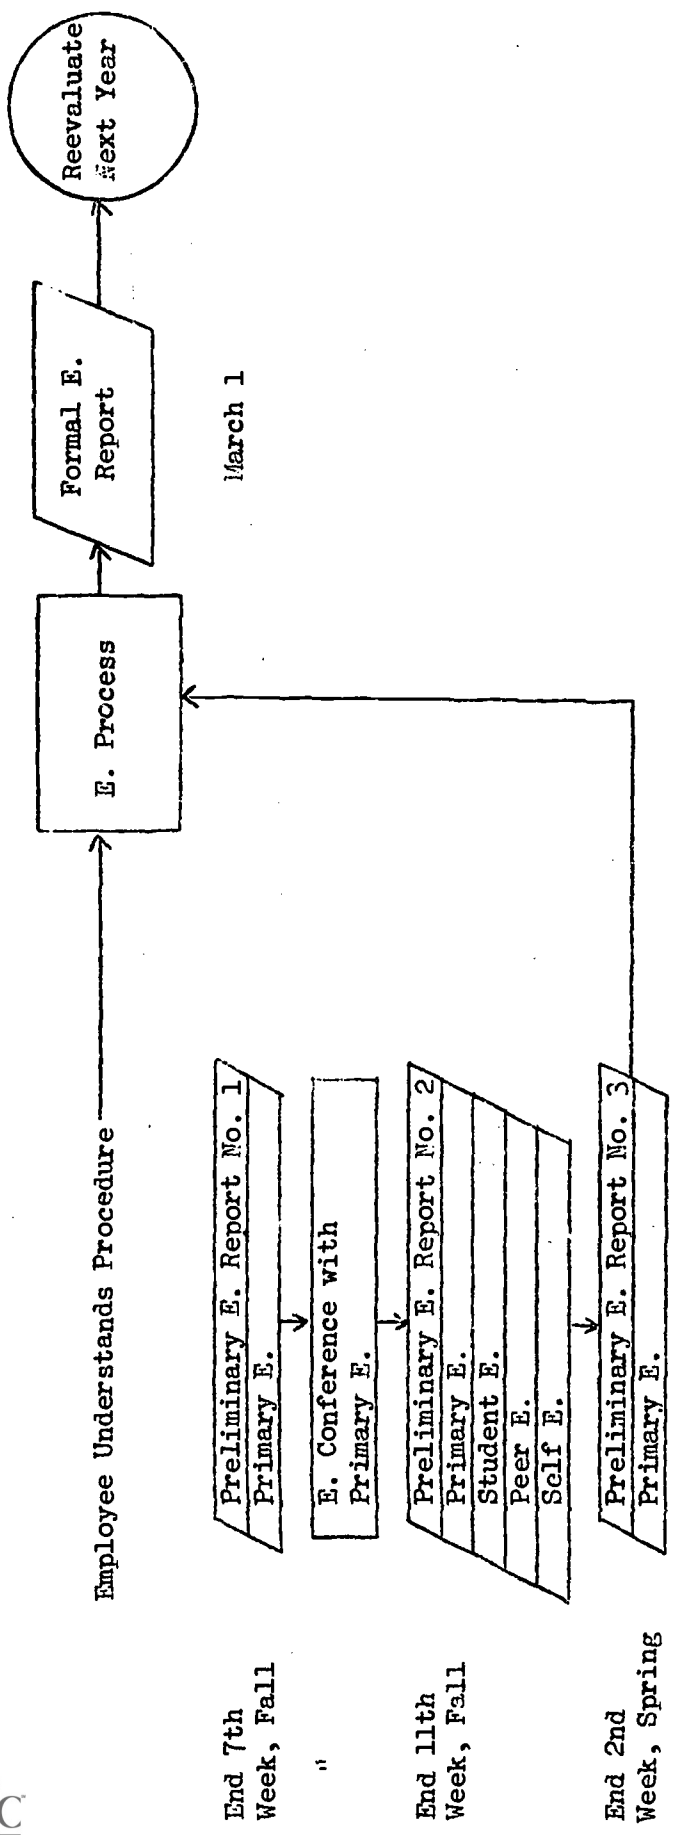 Employee Understands Procedure
E. Process
Formal E.
Report
Reevaluate
Next Year
March 1
End 7th
Week, Fall
Preliminary E. Report No. 1
Primary E.
"
E. Conference with
Primary E.
End 11th
Week, Fall
Preliminary E. Report No. 2
Primary E.
Student E.
Peer E.
Self E.
End 2nd
Week, Spring
Preliminary E. Report No. 3
Primary E.
C